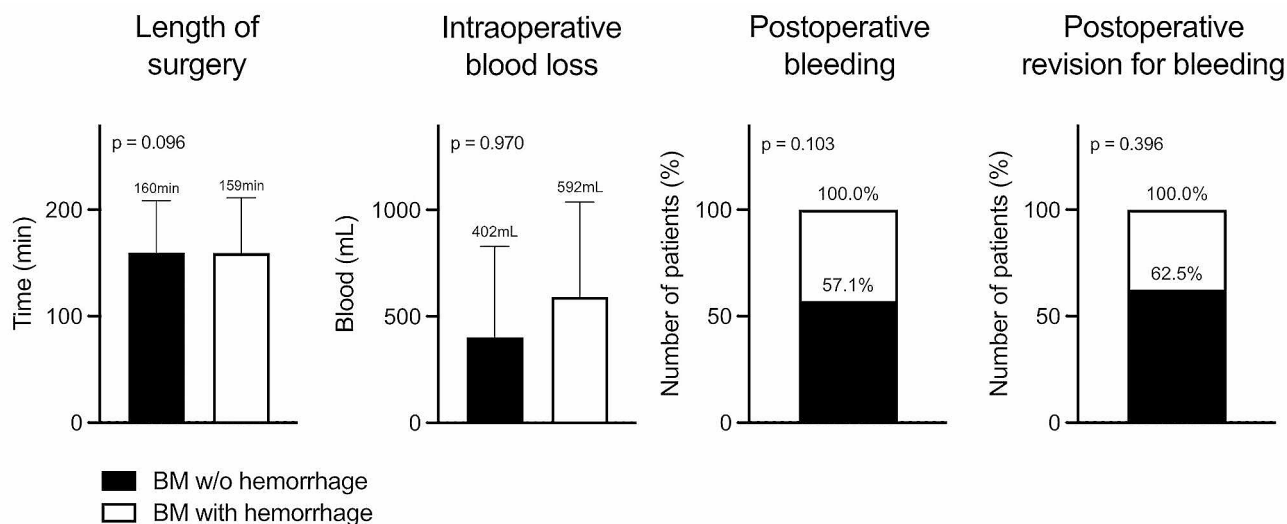 Length of
surgery
Time (min)
p = 0.096
160min
159min
200
100
0
Intraoperative
blood loss
Blood (mL)
p = 0.970
402mL
592mL
1000
500
0
Postoperative
bleeding
Number of patients (%)
p = 0.103
100.0%
57.1%
100
50
0
Postoperative
revision for bleeding
Number of patients (%)
p = 0.396
100.0%
62.5%
100
50
0
BM w/o hemorrhage
BM with hemorrhage